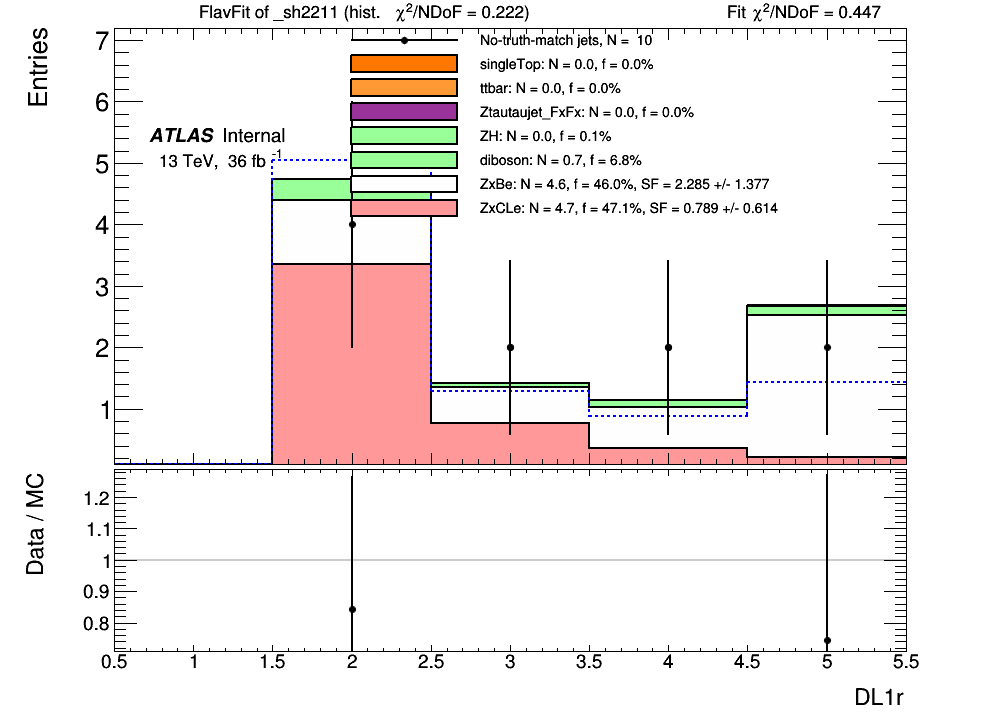 FlavFit of _sh2211 (hist. χ²/NDoF = 0.222) Fit χ²/NDoF = 0.447
Entries
7
6
5
4
3
2
1
ATLAS Internal
13 TeV, 36 fb⁻¹
No-truth-match jets, N = 10
singleTop: N = 0.0, f = 0.0%
ttbar: N = 0.0, f = 0.0%
Ztautaujet_FxFx: N = 0.0, f = 0.0%
ZH: N = 0.0, f = 0.1%
diboson: N = 0.7, f = 6.8%
ZxBe: N = 4.6, f = 46.0%, SF = 2.285 +/- 1.377
ZxCLe: N = 4.7, f = 47.1%, SF = 0.789 +/- 0.614
Data / MC
1.2
1.1
1
0.9
0.8
0.5 1 1.5 2 2.5 3 3.5 4 4.5 5 5.5
DL1r